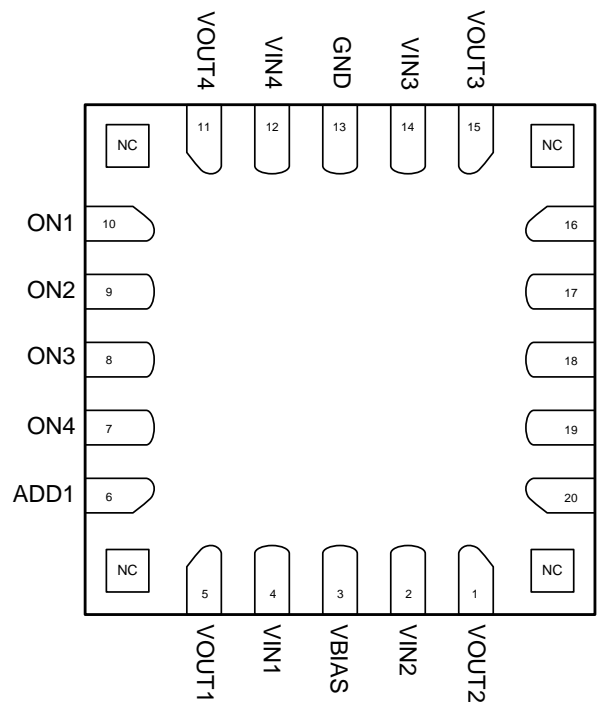 VOUT4 VIN4 GND VIN3 VOUT3
11 12 13 14 15
NC NC
ON1 10 16
ON2 9 17
ON3 8 18
ON4 7 19
ADD1 6 20
NC NC
5 4 3 2 1
VOUT1 VIN1 VBIAS VIN2 VOUT2